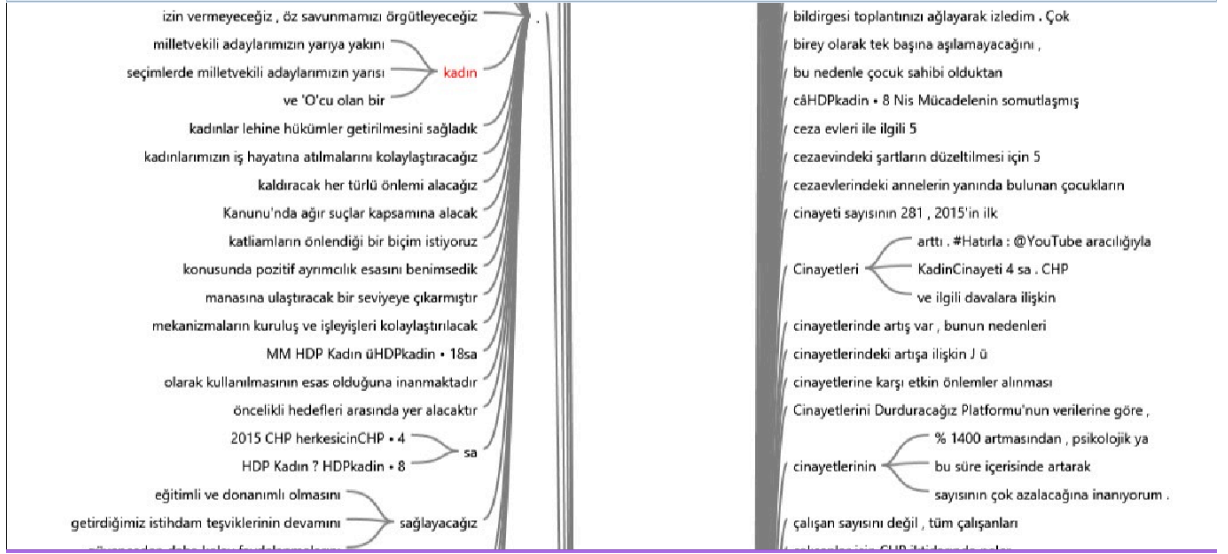 izin vermeyeceğiz , öz savunmamızı örgütleyeceğiz
.
milletvekili adaylarımızın yarıya yakını
seçimlerde milletvekili adaylarımızın yarısı
kadın
ve 'O'cu olan bir
kadınlar lehine hükümler getirilmesini sağladık
kadınlarımızın iş hayatına atılmalarını kolaylaştıracağız
kaldıracak her türlü önlemi alacağız
Kanunu'nda ağır suçlar kapsamına alacak
katliamların önlendiği bir biçim istiyoruz
konusunda pozitif ayrımcılık esasını benimsedik
manasına ulaştıracak bir seviyeye çıkarmıştır
mekanizmaların kuruluş ve işleyişleri kolaylaştırılacak
MM HDP Kadın üHDPkadin • 18sa
olarak kullanılmasının esas olduğuna inanmaktadır
öncelikli hedefleri arasında yer alacaktır
2015 CHP herkesicinCHP • 4
sa
HDP Kadın ? HDPkadin • 8
eğitimli ve donanımlı olmasını
getirdiğimiz istihdam teşviklerinin devamını
sağlayacağız
bildirgesi toplantınızı ağlayarak izledim . Çok
birey olarak tek başına aşılamayacağını ,
bu nedenle çocuk sahibi olduktan
câHDPkadin • 8 Nis Mücadelenin somutlaşmış
ceza evleri ile ilgili 5
cezaevindeki şartların düzeltilmesi için 5
cezaevlerindeki annelerin yanında bulunan çocukların
cinayeti sayısının 281 , 2015'in ilk
arttı . #Hatırla : @YouTube aracılığıyla
Cinayetleri
KadinCinayeti 4 sa . CHP
ve ilgili davalara ilişkin
cinayetlerinde artış var , bunun nedenleri
cinayetlerindeki artışa ilişkin J ü
cinayetlerine karşı etkin önlemler alınması
Cinayetlerini Durduracağız Platformu'nun verilerine göre ,
% 1400 artmasından , psikolojik ya
cinayetlerinin
bu süre içerisinde artarak
sayısının çok azalacağına inanıyorum .
çalışan sayısını değil , tüm çalışanları